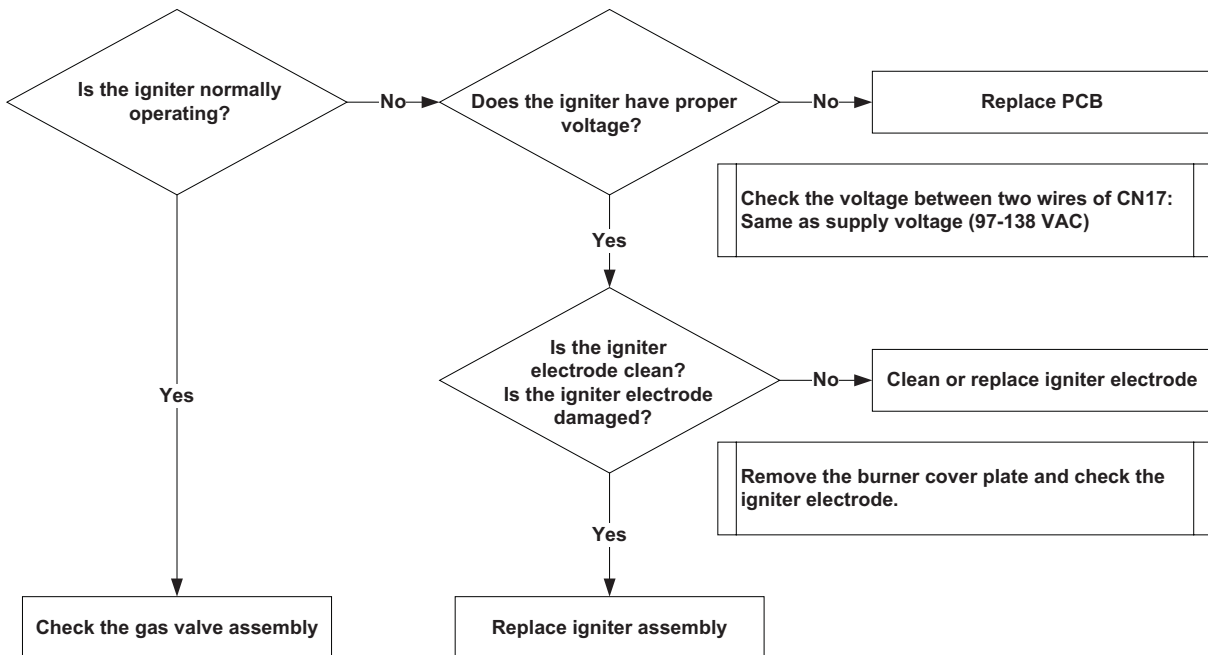 Is the igniter normally
operating?
No
Does the igniter have proper
voltage?
No
Replace PCB
Check the voltage between two wires of CN17:
Same as supply voltage (97-138 VAC)
Yes
Yes
Is the igniter
electrode clean?
Is the igniter electrode
damaged?
No
Clean or replace igniter electrode
Remove the burner cover plate and check the
igniter electrode.
Yes
Check the gas valve assembly
Replace igniter assembly